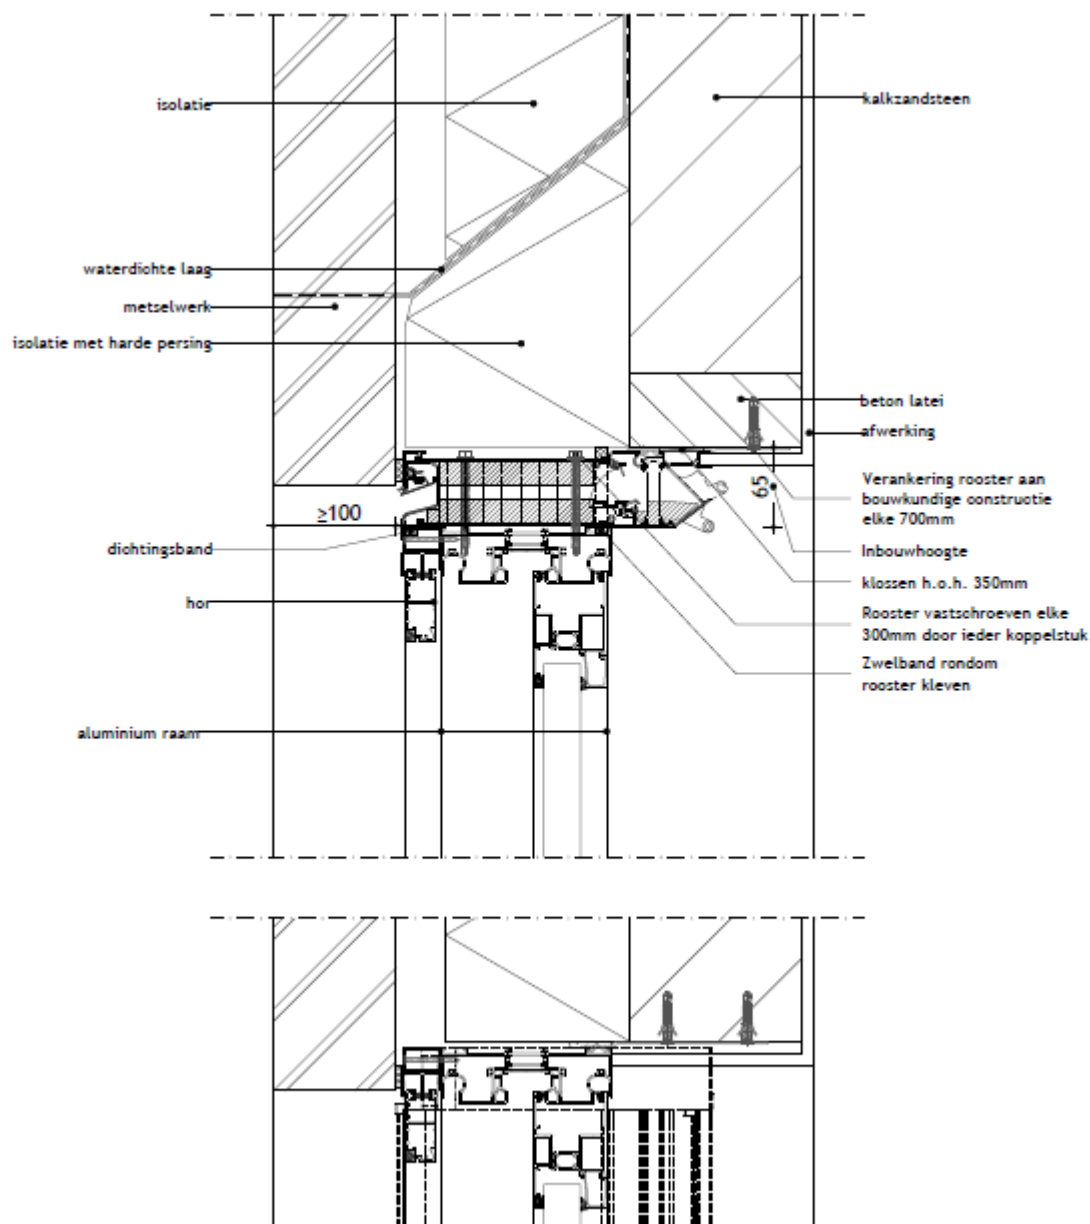 isolatie
kalkzandsteen
waterdichte laag
metselwerk
isolatie met harde persing
beton latei
afwerking
65
Verankering rooster aan
bouwkundige constructie
elke 700mm
≥100
dichtingsband
Inbouwhoogte
klossen h.o.h. 350mm
hor
Rooster vastschroeven elke
300mm door ieder koppelstuk
Zwelband rondom
rooster kleven
aluminium raam